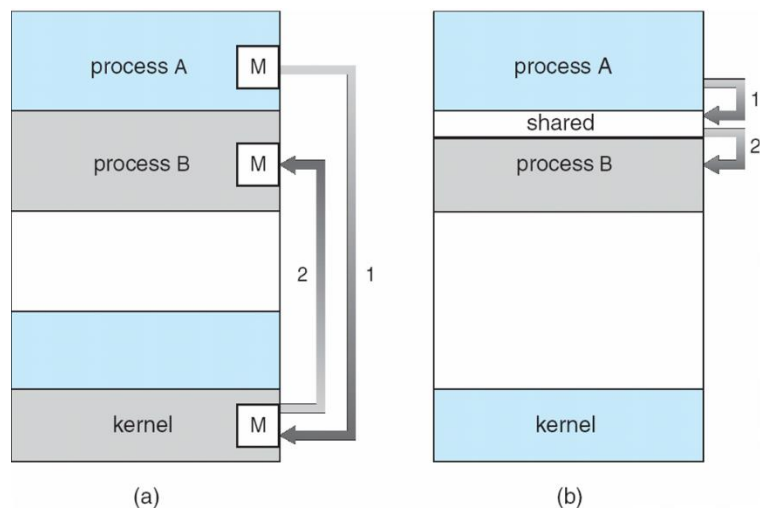 process A M
process B M
2
1
kernel M
(a)
process A
1
shared
2
process B
kernel
(b)